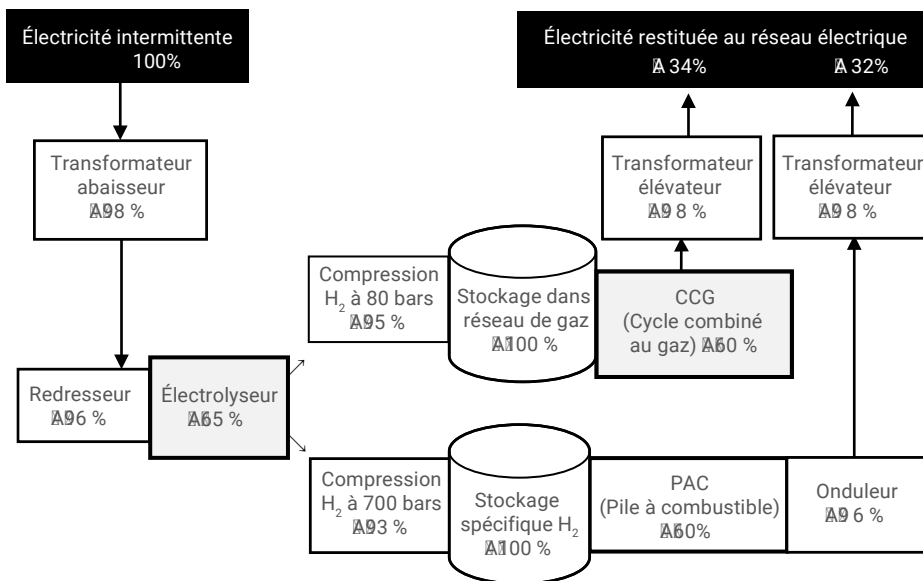 Électricité intermittente
100%
Électricité restituée au réseau électrique
34%
32%
Transformateur
abaisseur
98 %
Transformateur
élévateur
98 %
Transformateur
élévateur
98 %
Compression
H₂ à 80 bars
95 %
Stockage dans
réseau de gaz
100 %
CCG
(Cycle combiné
au gaz) 60 %
Redresseur
96 %
Électrolyseur
65 %
Compression
H₂ à 700 bars
93 %
Stockage
spécifique H₂
100 %
PAC
(Pile à combustible)
60%
Onduleur
96 %